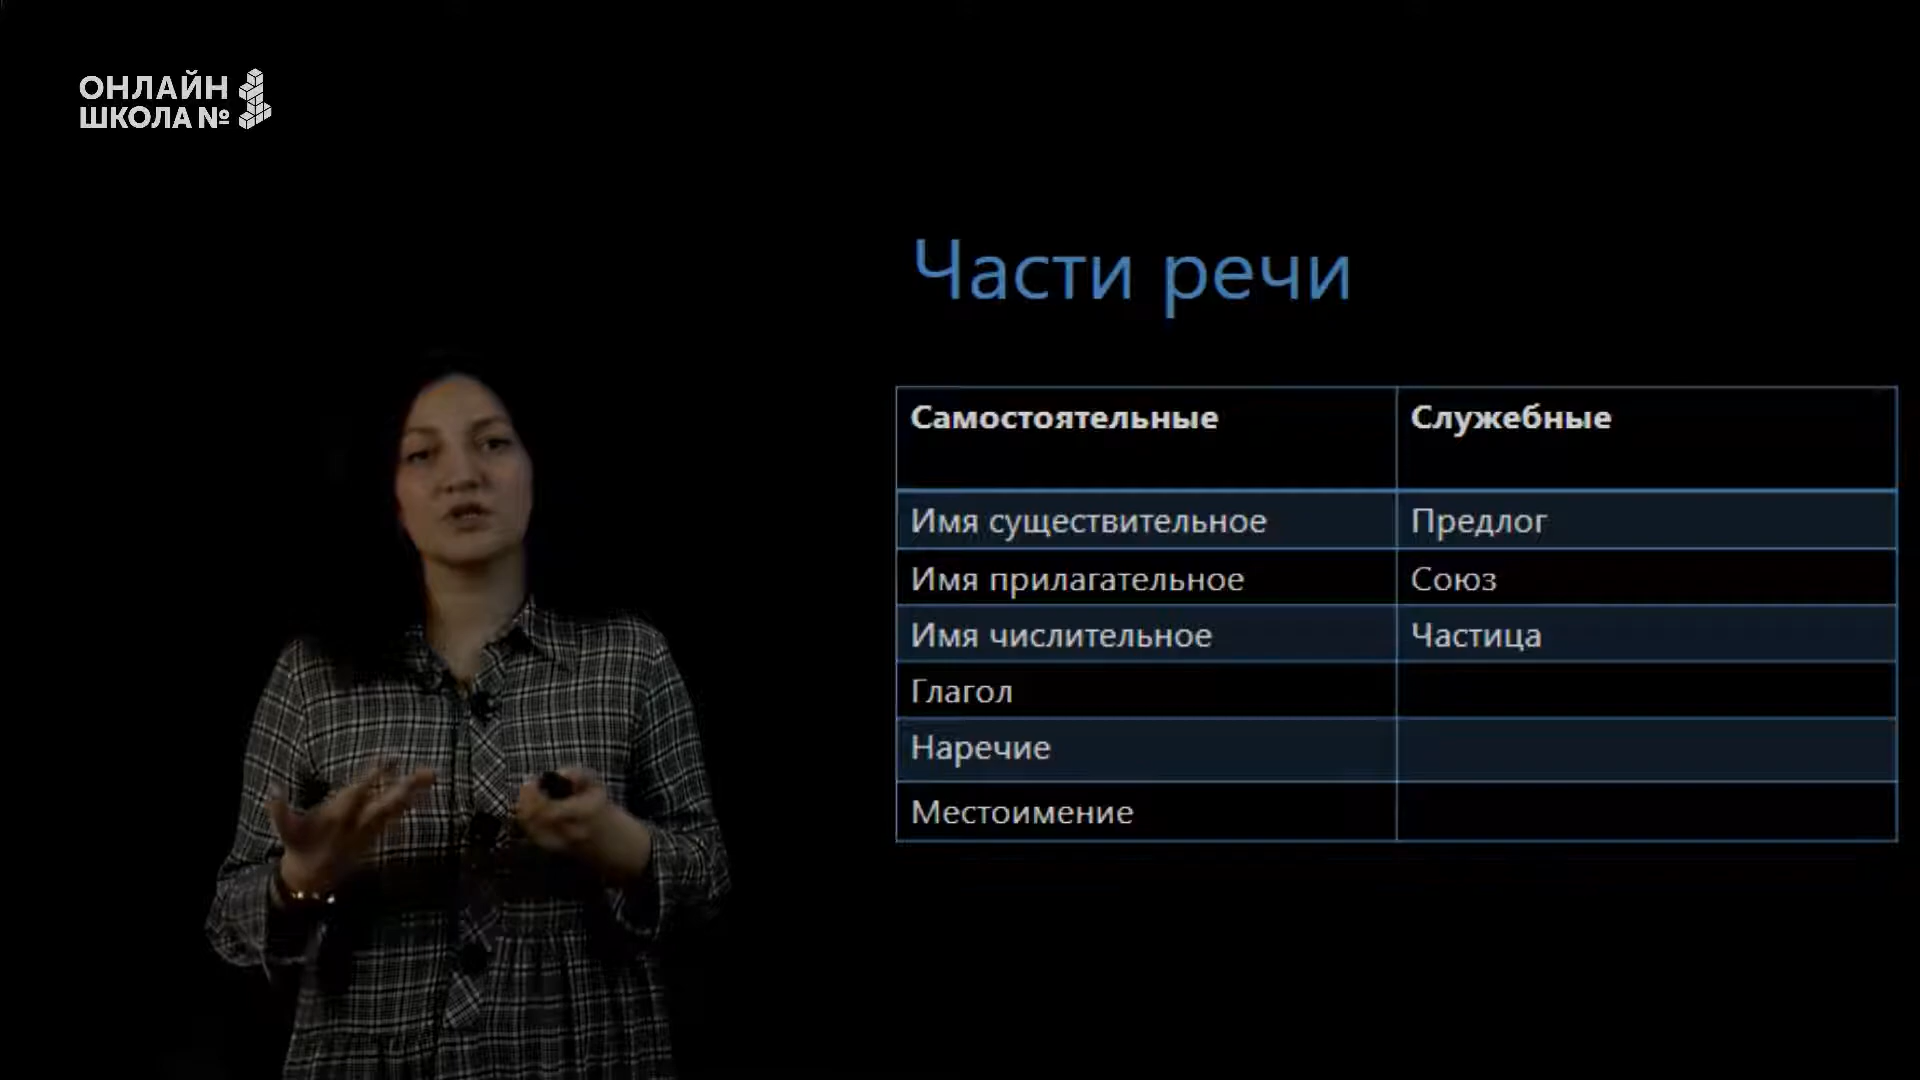 ОНЛАЙН
ШКОЛА №
Части речи
Самостоятельные Служебные
Имя существительное Предлог
Имя прилагательное Союз
Имя числительное Частица
Глагол
Наречие
Местоимение